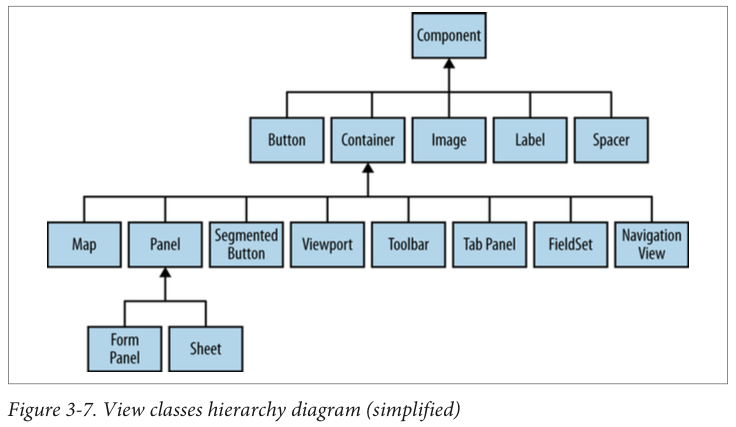 Component
Button
Container
Image
Label
Spacer
Map
Panel
Segmented
Button
Viewport
Toolbar
Tab Panel
FieldSet
Navigation
View
Form
Panel
Sheet
Figure 3-7. View classes hierarchy diagram (simplified)